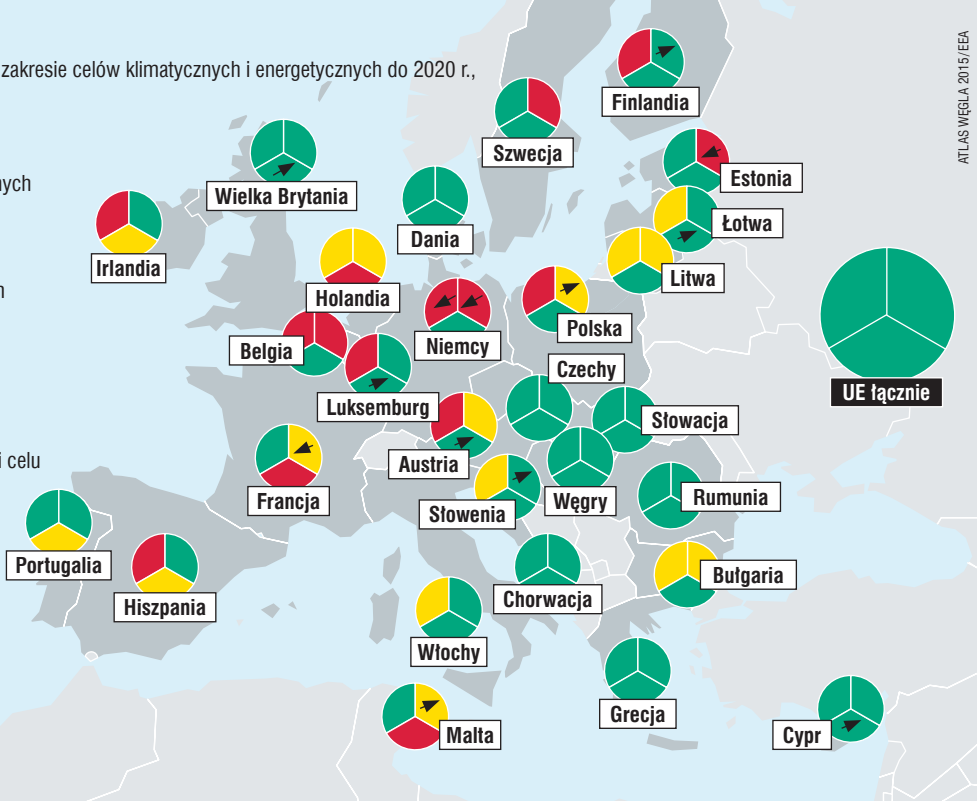 zakresie celów klimatycznych i energetycznych do 2020 r.,
ATLAS WĘGLA 2015/EEA
Finlandia
Szwecja
Estonia
nych
Wielka Brytania
Łotwa
Dania
Irlandia
Litwa
n
Holandia
Polska
Niemcy
Belgia
Czechy
UE łącznie
Luksemburg
Słowacja
i celu
Austria
Francja
Słowenia
Węgry
Rumunia
Portugalia
Bułgaria
Hiszpania
Chorwacja
Włochy
Grecja
Malta
Cypr